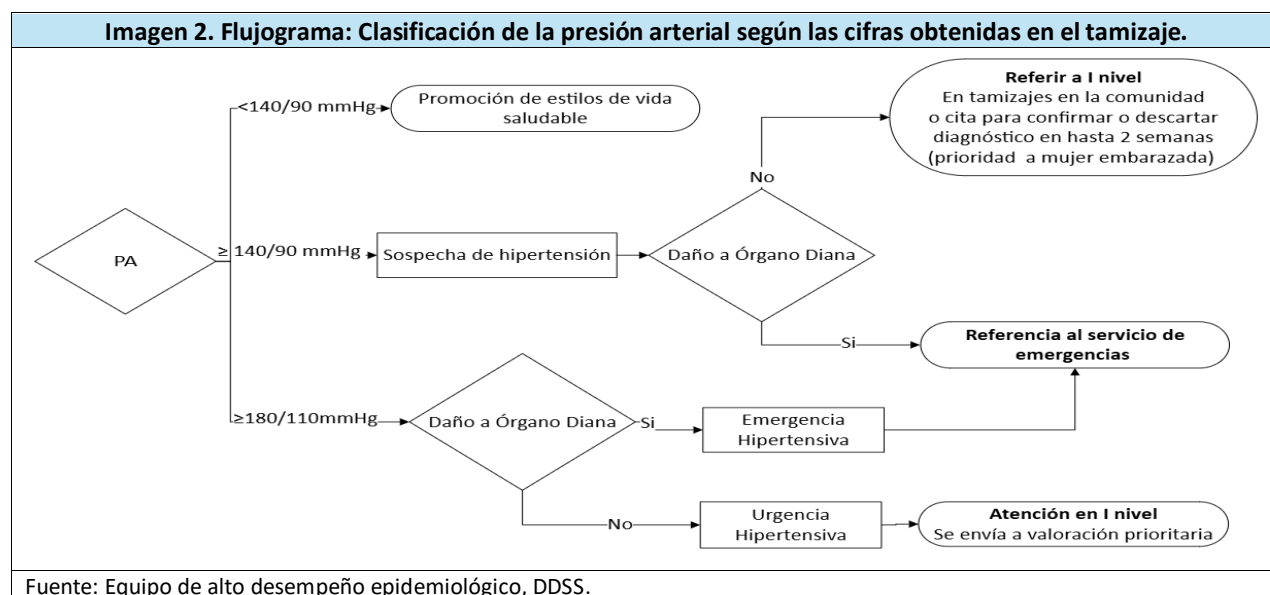 Imagen 2. Flujograma: Clasificación de la presión arterial según las cifras obtenidas en el tamizaje.
<140/90 mmHg
Promoción de estilos de vida
saludable
Referir a I nivel
En tamizajes en la comunidad
o cita para confirmar o descartar
diagnóstico en hasta 2 semanas
(prioridad a mujer embarazada)
No
PA
≥ 140/90 mmHg
Sospecha de hipertensión
Daño a Órgano Diana
Si
Referencia al servicio de
emergencias
≥180/110mmHg
Daño a Órgano Diana
Si
Emergencia
Hipertensiva
No
Urgencia
Hipertensiva
Atención en I nivel
Se envía a valoración prioritaria
Fuente: Equipo de alto desempeño epidemiológico, DDSS.